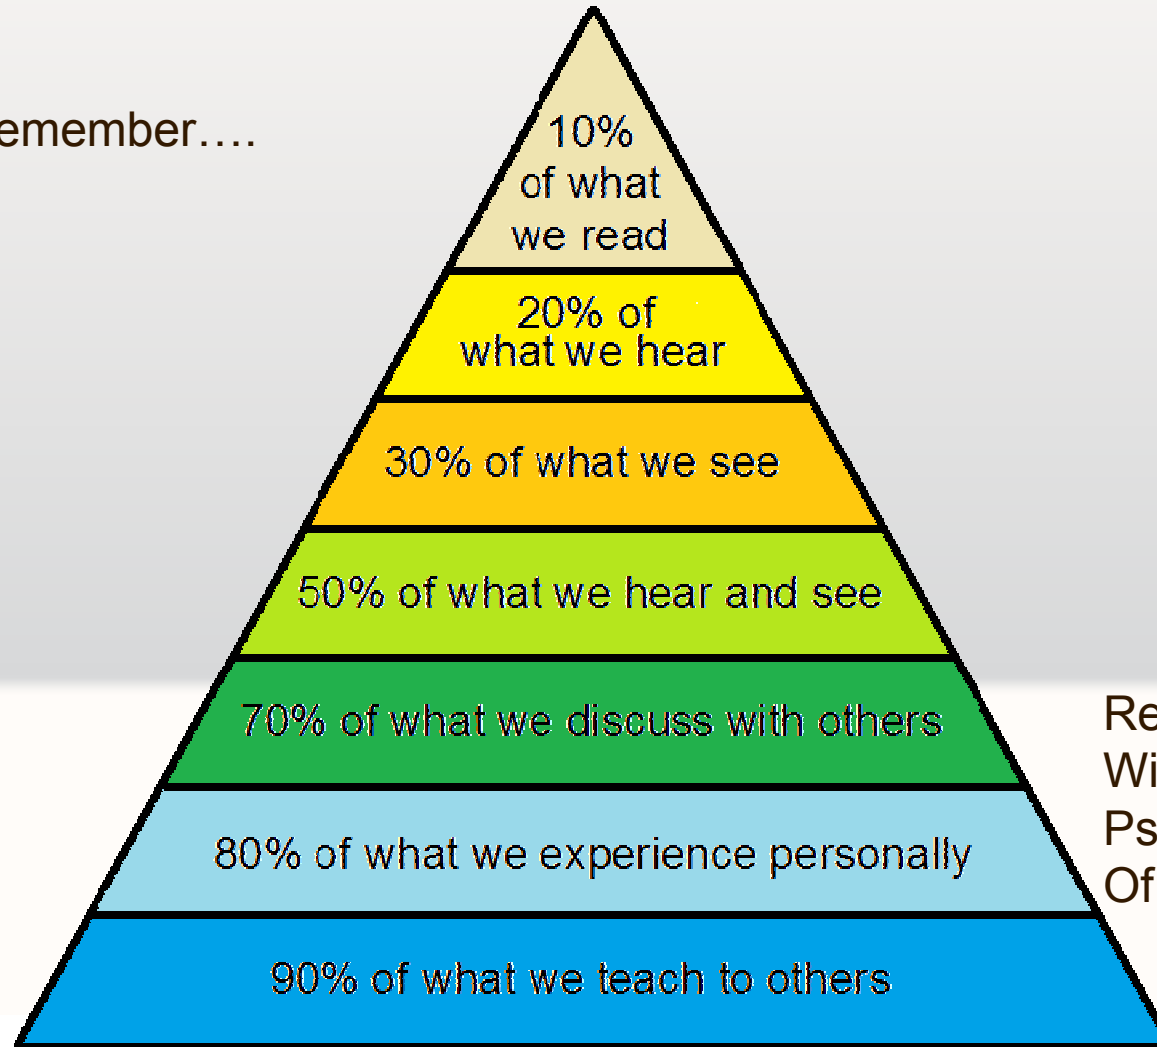 emember….
10%
of what
we read
20% of
what we hear
30% of what we see
50% of what we hear and see
70% of what we discuss with others
80% of what we experience personally
90% of what we teach to others
Re
Wi
Ps
Of